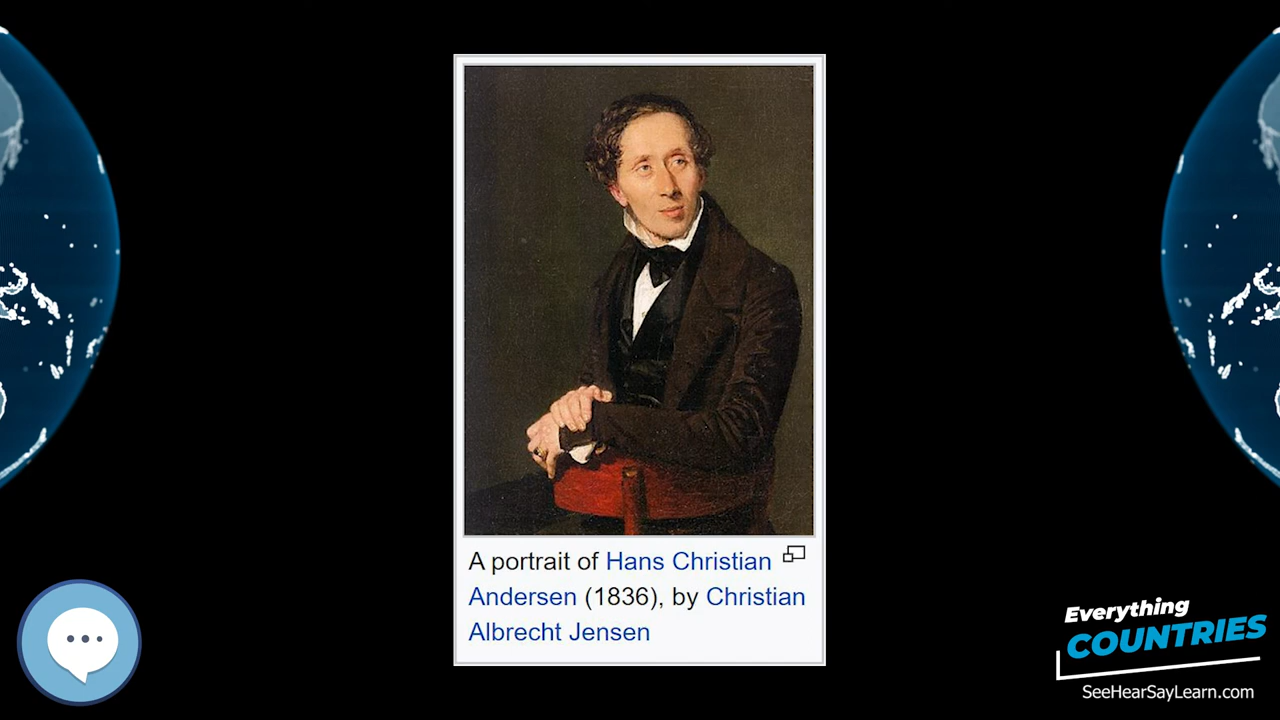 A portrait of Hans Christian
Andersen (1836), by Christian
Albrecht Jensen
Everything
COUNTRIES
SeeHearSayLearn.com